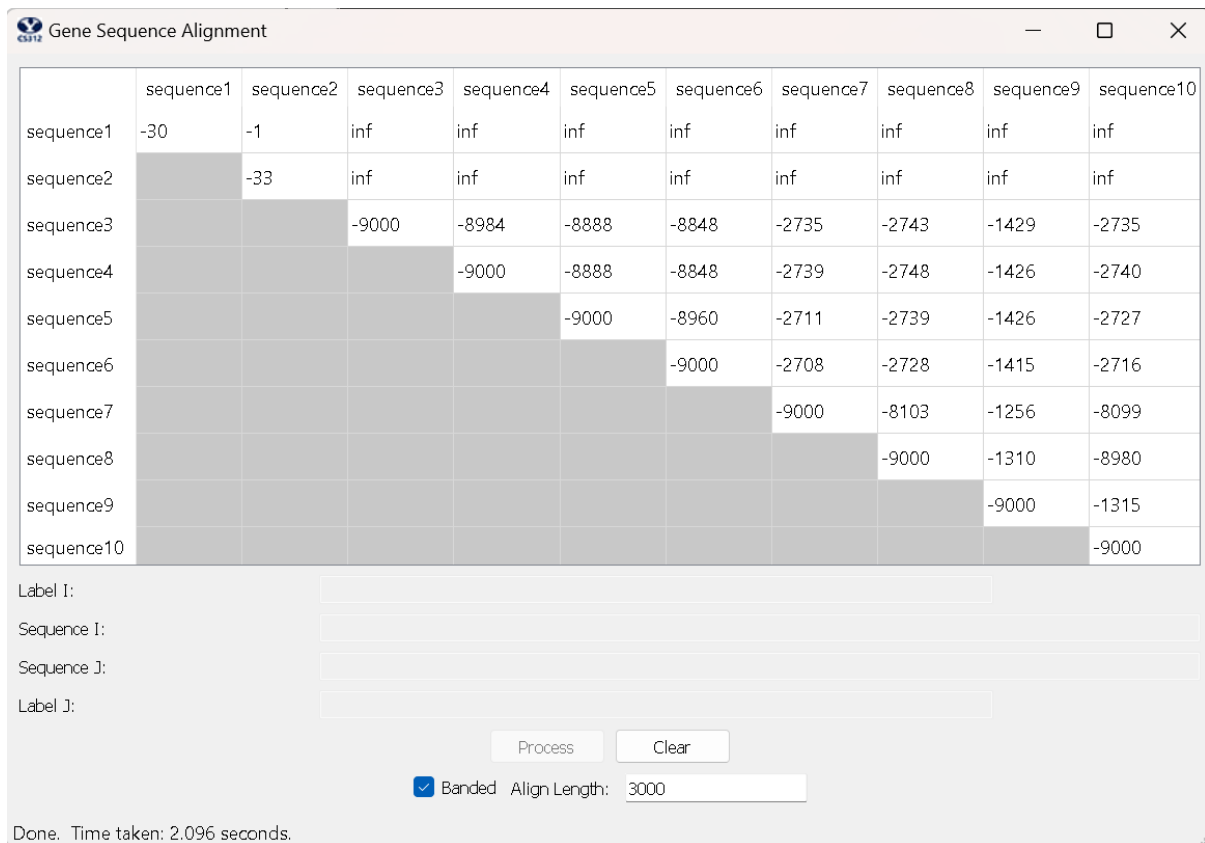 CS312 Gene Sequence Alignment
sequence1 sequence2 sequence3 sequence4 sequence5 sequence6 sequence7 sequence8 sequence9 sequence10
sequence1 -30 -1 inf inf inf inf inf inf inf inf
sequence2 -33 inf inf inf inf inf inf inf inf
sequence3 -9000 -8984 -8888 -8848 -2735 -2743 -1429 -2735
sequence4 -9000 -8888 -8848 -2739 -2748 -1426 -2740
sequence5 -9000 -8960 -2711 -2739 -1426 -2727
sequence6 -9000 -2708 -2728 -1415 -2716
sequence7 -9000 -8103 -1256 -8099
sequence8 -9000 -1310 -8980
sequence9 -9000 -1315
sequence10 -9000
Label I:
Sequence I:
Sequence J:
Label J:
Process Clear
Banded Align Length: 3000
Done. Time taken: 2.096 seconds.